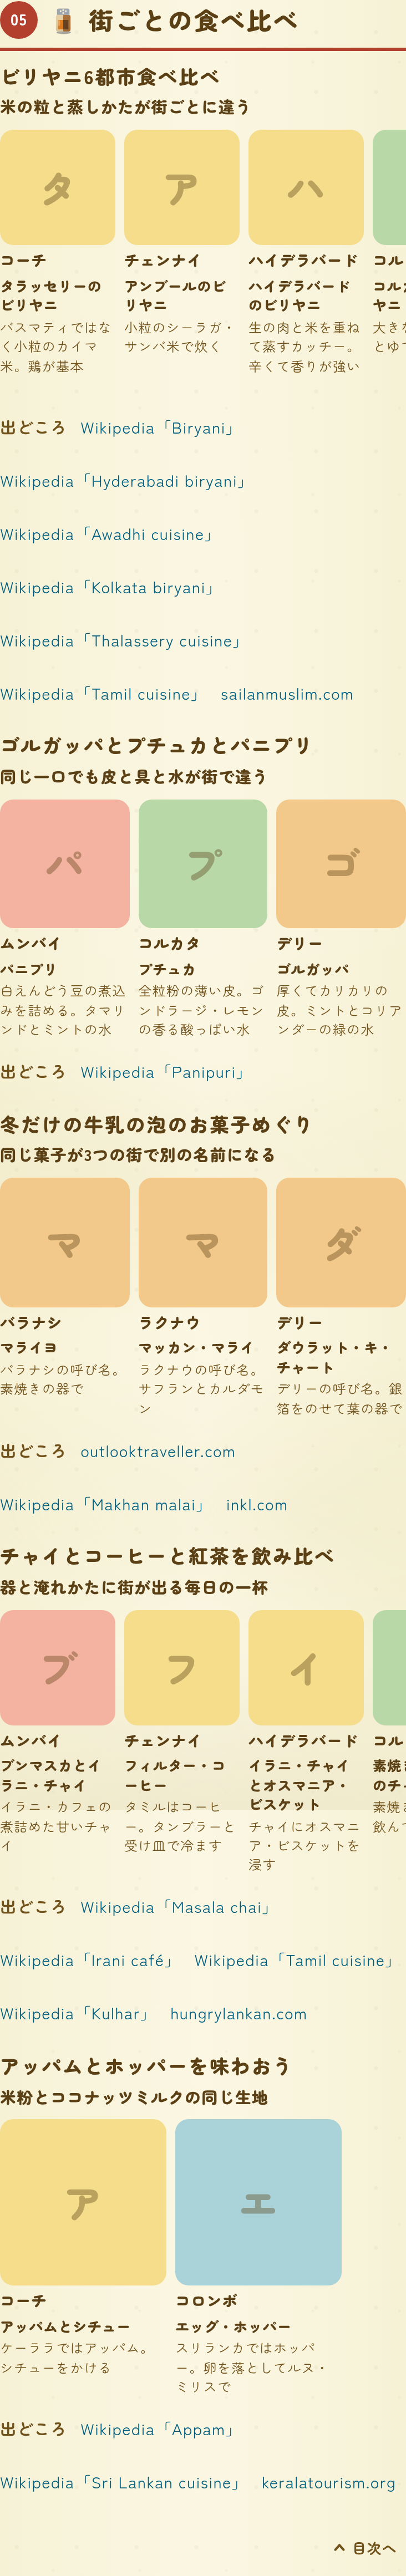 05 街ごとの食べ比べ
ビリヤニ6都市食べ比べ
米の粒と蒸しかたが街ごとに違う
タ
ア
ハ
コーチ
タラッセリーの
ビリヤニ
バスマティではな
く小粒のカイマ
米。鶏が基本
チェンナイ
アンブールのビ
リヤニ
小粒のシーラガ・
サンバ米で炊く
ハイデラバード
ハイデラバード
のビリヤニ
生の肉と米を重ね
て蒸すカッチー。
辛くて香りが強い
コル
コル
ヤニ
大き
とゆ
出どころ Wikipedia「Biryani」
Wikipedia「Hyderabadi biryani」
Wikipedia「Awadhi cuisine」
Wikipedia「Kolkata biryani」
Wikipedia「Thalassery cuisine」
Wikipedia「Tamil cuisine」 sailanmuslim.com
ゴルガッパとプチュカとパニプリ
同じ一口でも皮と具と水が街で違う
パ
プ
ゴ
ムンバイ
パニプリ
白えんどう豆の煮込
みを詰める。タマリ
ンドとミントの水
コルカタ
プチュカ
全粒粉の薄い皮。ゴ
ンドラージ・レモン
の香る酸っぱい水
デリー
ゴルガッパ
厚くてカリカリの
皮。ミントとコリア
ンダーの緑の水
出どころ Wikipedia「Panipuri」
冬だけの牛乳の泡のお菓子めぐり
同じ菓子が3つの街で別の名前になる
マ
マ
ダ
バラナシ
マライヨ
バラナシの呼び名。
素焼きの器で
ラクナウ
マッカン・マライ
ラクナウの呼び名。
サフランとカルダモ
ン
デリー
ダウラット・キ・
チャート
デリーの呼び名。銀
箔をのせて葉の器で
出どころ outlooktraveller.com
Wikipedia「Makhan malai」 inkl.com
チャイとコーヒーと紅茶を飲み比べ
器と淹れかたに街が出る毎日の一杯
ブ
フ
イ
ムンバイ
ブンマスカとイ
ラニ・チャイ
イラニ・カフェの
煮詰めた甘いチャ
イ
チェンナイ
フィルター・コ
ーヒー
タミルはコーヒ
ー。タンブラーと
受け皿で冷ます
ハイデラバード
イラニ・チャイ
とオスマニア・
ビスケット
チャイにオスマニ
ア・ビスケットを
浸す
コル
素焼
のチ
素焼
飲ん
出どころ Wikipedia「Masala chai」
Wikipedia「Irani café」 Wikipedia「Tamil cuisine」
Wikipedia「Kulhar」 hungrylankan.com
アッパムとホッパーを味わおう
米粉とココナッツミルクの同じ生地
ア
エ
コーチ
アッパムとシチュー
ケーララではアッパム。
シチューをかける
コロンボ
エッグ・ホッパー
スリランカではホッパ
ー。卵を落としてルヌ・
ミリスで
出どころ Wikipedia「Appam」
Wikipedia「Sri Lankan cuisine」 keralatourism.org
目次へ